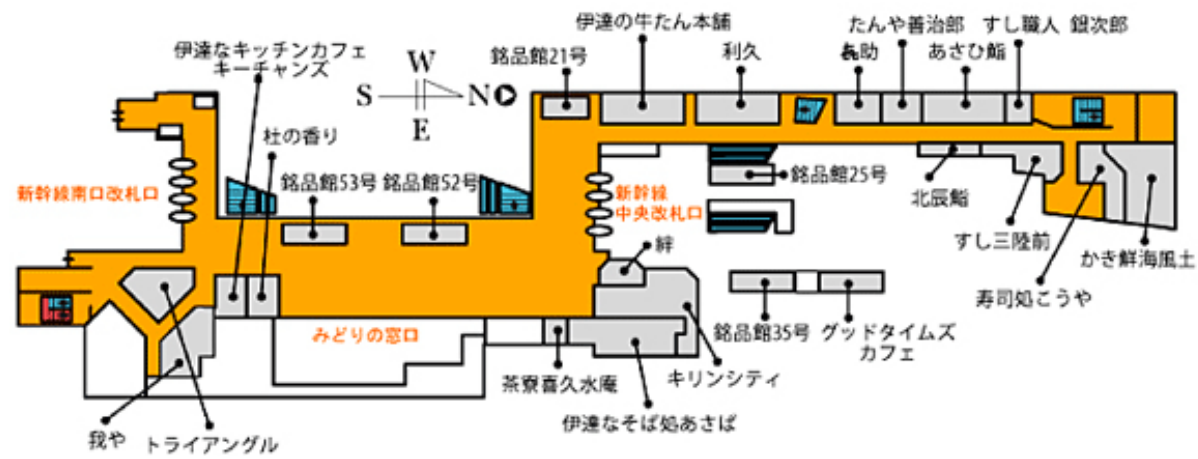 伊達の牛たん本舗
たんや善治郎
すし職人 銀次郎
伊達なキッチンカフェ
キーチャンズ
銘品館21号
利久
㐂助
あさひ鮨
W
S
N
E
杜の香り
新幹線南口改札口
銘品館53号
銘品館52号
新幹線
中央改札口
銘品館25号
北辰鮨
絆
すし三陸前
かき鮮海風土
寿司処こうや
みどりの窓口
銘品館35号
グッドタイムズ
カフェ
茶寮喜久水庵
キリンシティ
伊達なそば処あさば
我や
トライアングル